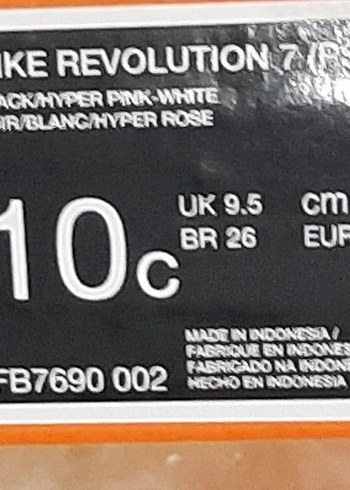 IKE REVOLUTION 7 (PS
ACK/HYPER PINK-WHITE
IR/BLANC/HYPER ROSE
10C
UK 9.5 cm
BR 26 EUR
MADE IN INDONESIA /
FABRIQUE EN INDONES
FABRICADO NA INDON
HECHO EN INDONESIA
FB7690 002